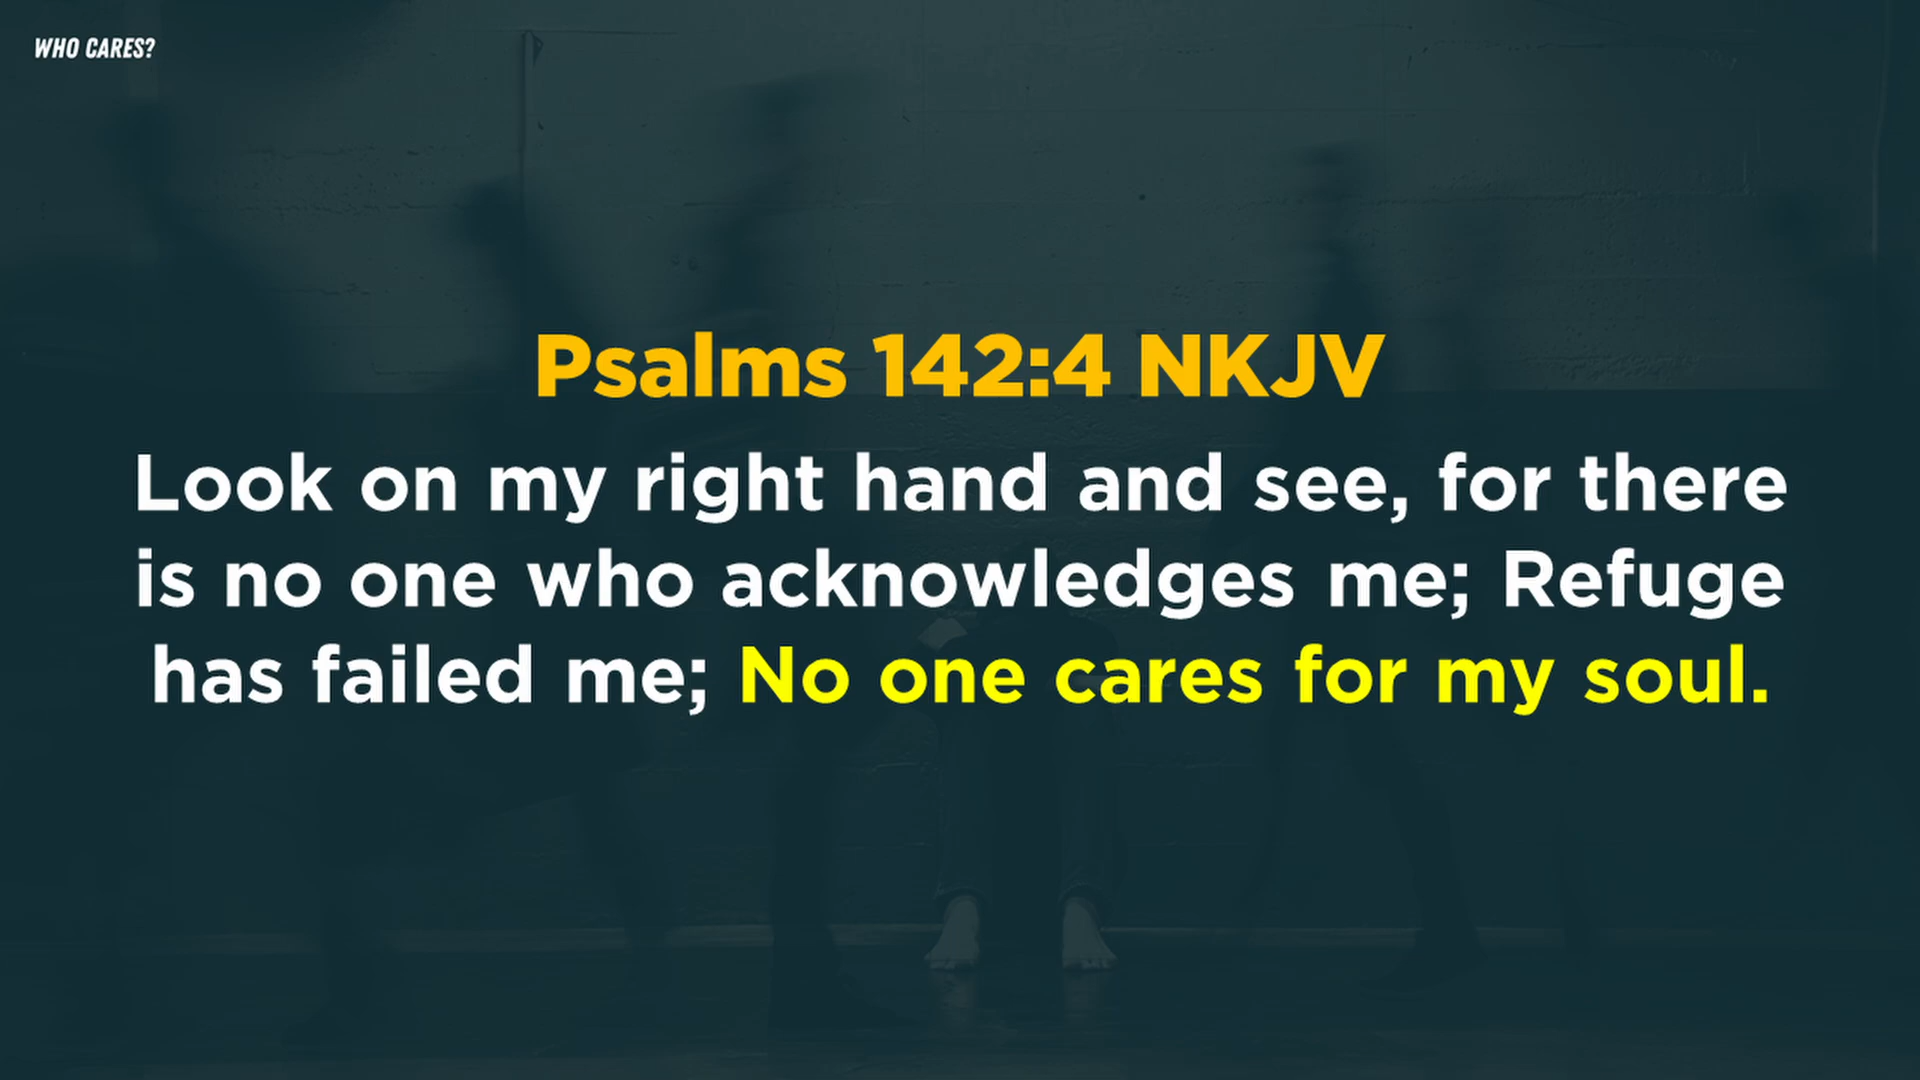 WHO CARES?
Psalms 142:4 NKJV
Look on my right hand and see, for there
is no one who acknowledges me; Refuge
has failed me; No one cares for my soul.